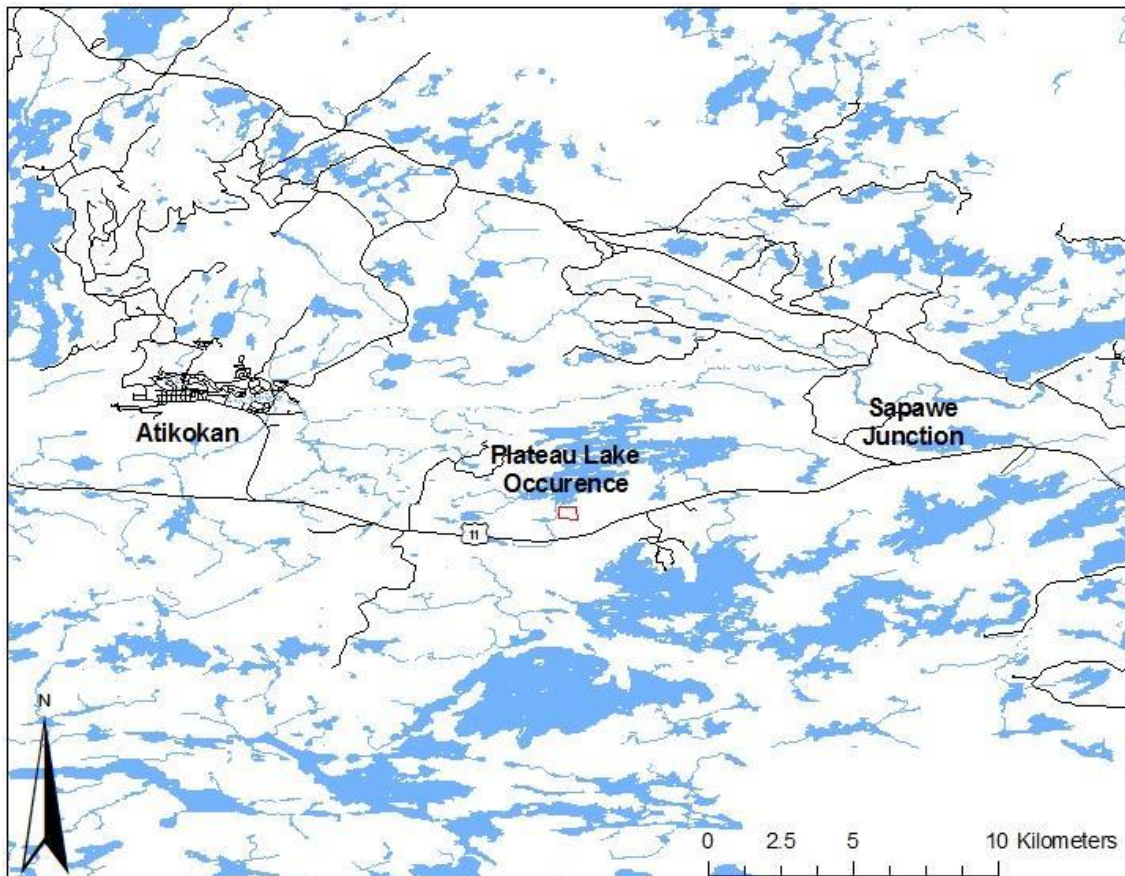 Atikokan
Sapawe
Junction
Plateau Lake
Occurence
11
N
0 2.5 5 10 Kilometers